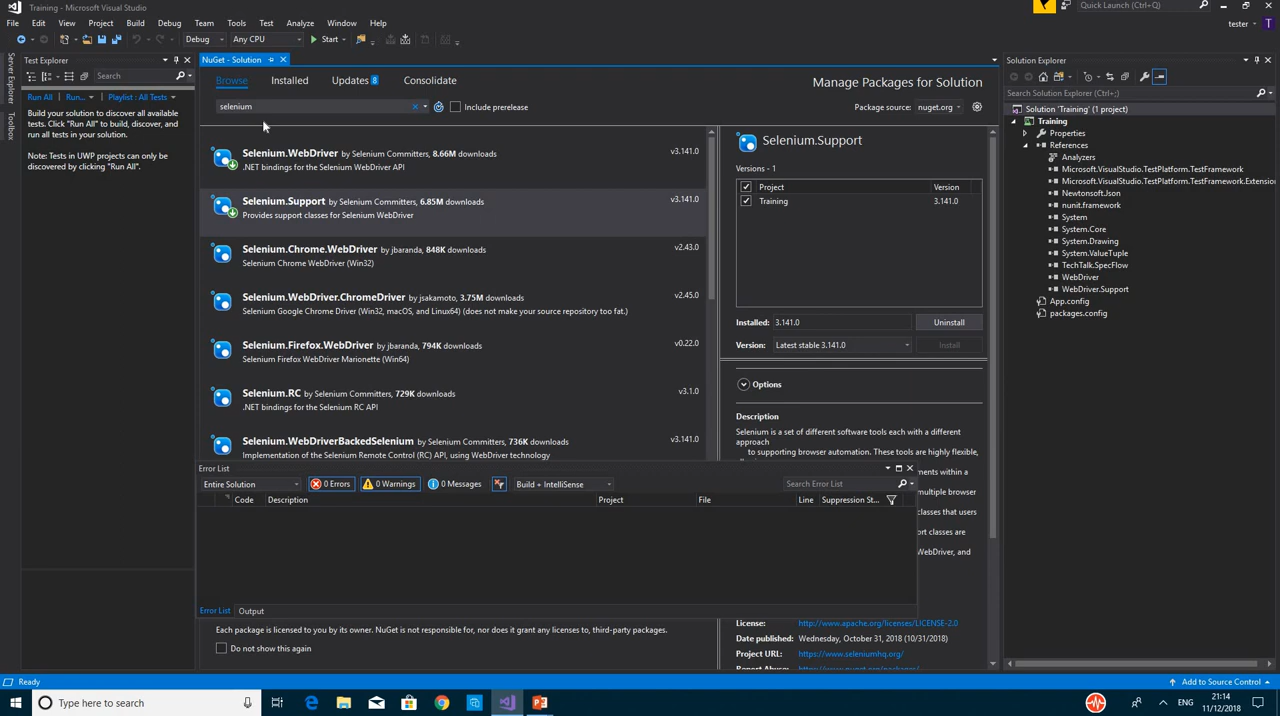 Training - Microsoft Visual Studio
Quick Launch (Ctrl+Q)
File Edit View Project Build Debug Team Tools Test Analyze Window Help
tester T
Debug Any CPU Start
Server Explorer
Toolbox
Test Explorer
Search
Run All Run... Playlist : All Tests
Build your solution to discover all available
tests. Click "Run All" to build, discover, and
run all tests in your solution.
Note: Tests in UWP projects can only be
discovered by clicking "Run All".
NuGet - Solution
Browse Installed Updates 8 Consolidate
Manage Packages for Solution
selenium
Include prerelease
Package source: nuget.org
Selenium.WebDriver by Selenium Committers, 8.66M downloads v3.141.0
.NET bindings for the Selenium WebDriver API
Selenium.Support by Selenium Committers, 6.85M downloads v3.141.0
Provides support classes for Selenium WebDriver
Selenium.Chrome.WebDriver by jbaranda, 848K downloads v2.43.0
Selenium Chrome WebDriver (Win32)
Selenium.WebDriver.ChromeDriver by jsakamoto, 3.75M downloads v2.45.0
Selenium Google Chrome Driver (Win32, macOS, and Linux64) (does not make your source repository too fat.)
Selenium.Firefox.WebDriver by jbaranda, 794K downloads v0.22.0
Selenium Firefox WebDriver Marionette (Win64)
Selenium.RC by Selenium Committers, 729K downloads v3.1.0
.NET bindings for the Selenium RC API
Selenium.WebDriverBackedSelenium by Selenium Committers, 736K downloads v3.141.0
Implementation of the Selenium Remote Control (RC) API, using WebDriver technology
Selenium.Support
Versions - 1
Project Version
Training 3.141.0
Installed: 3.141.0 Uninstall
Version: Latest stable 3.141.0 Install
Options
Description
Selenium is a set of different software tools each with a different
approach
to supporting browser automation. These tools are highly flexible,
ements within a
multiple browser
classes that users
ort classes are
WebDriver, and
License: http://www.apache.org/licenses/LICENSE-2.0
Date published: Wednesday, October 31, 2018 (10/31/2018)
Project URL: https://www.seleniumhq.org/
Error List
Entire Solution 0 Errors 0 Warnings 0 Messages Build + IntelliSense Search Error List
Code Description Project File Line Suppression St...
Error List Output
Each package is licensed to you by its owner. NuGet is not responsible for, nor does it grant any licenses to, third-party packages.
Do not show this again
Solution Explorer
Search Solution Explorer (Ctrl+;)
Solution 'Training' (1 project)
Training
Properties
References
Analyzers
Microsoft.VisualStudio.TestPlatform.TestFramework
Microsoft.VisualStudio.TestPlatform.TestFramework.Extension
Newtonsoft.Json
nunit.framework
System
System.Core
System.Drawing
System.ValueTuple
TechTalk.SpecFlow
WebDriver
WebDriver.Support
App.config
packages.config
Ready
Add to Source Control
Type here to search
ENG
21:14
11/12/2018